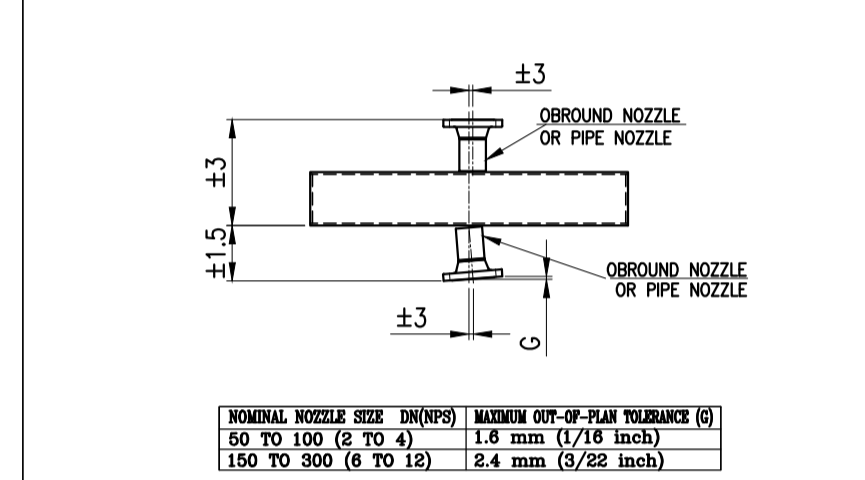 ±3
OBROUND NOZZLE
OR PIPE NOZZLE
±3
±1.5
OBROUND NOZZLE
OR PIPE NOZZLE
±3
G
NOMINAL NOZZLE SIZE DN(NPS) MAXIMUM OUT-OF-PLAN TOLERANCE (G)
50 TO 100 (2 TO 4) 1.6 mm (1/16 inch)
150 TO 300 (6 TO 12) 2.4 mm (3/22 inch)